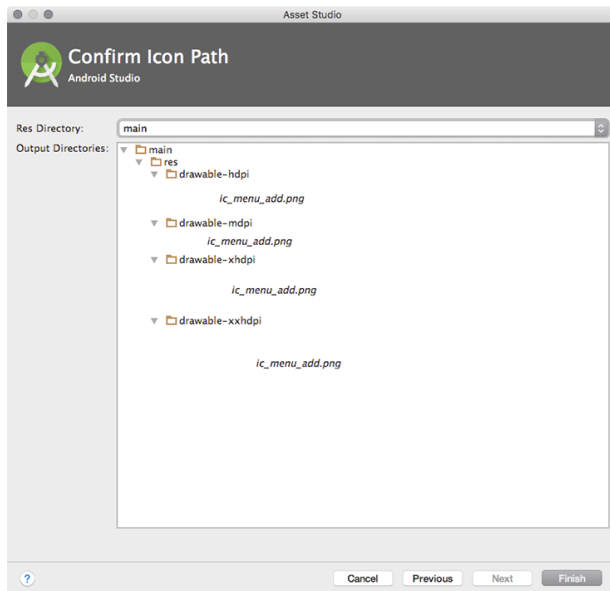 Asset Studio
Confirm Icon Path
Android Studio
Res Directory: main
Output Directories: main
res
drawable-hdpi
ic_menu_add.png
drawable-mdpi
ic_menu_add.png
drawable-xhdpi
ic_menu_add.png
drawable-xxhdpi
ic_menu_add.png
? Cancel Previous Next Finish